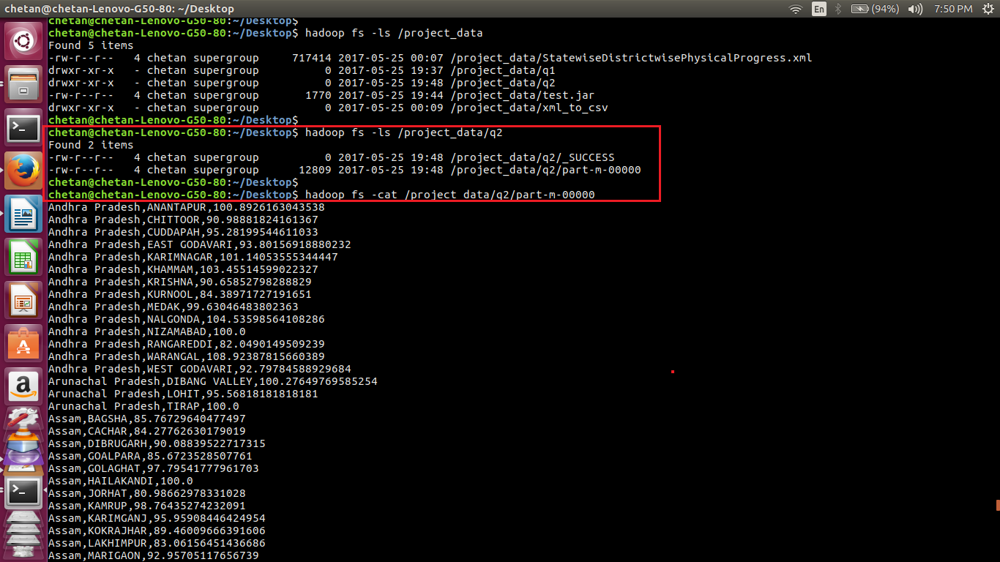 chetan@chetan-Lenovo-G50-80: ~/Desktop
En
(94%)
7:50 PM
chetan@chetan-Lenovo-G50-80:~/Desktop$
chetan@chetan-Lenovo-G50-80:~/Desktop$ hadoop fs -ls /project_data
Found 5 items
-rw-r--r--   4 chetan supergroup     717414 2017-05-25 00:07 /project_data/StatewiseDistrictwisePhysicalProgress.xml
drwxr-xr-x   - chetan supergroup          0 2017-05-25 19:37 /project_data/q1
drwxr-xr-x   - chetan supergroup          0 2017-05-25 19:48 /project_data/q2
-rw-r--r--   4 chetan supergroup       1770 2017-05-25 19:44 /project_data/test.jar
drwxr-xr-x   - chetan supergroup          0 2017-05-25 00:09 /project_data/xml_to_csv
chetan@chetan-Lenovo-G50-80:~/Desktop$
chetan@chetan-Lenovo-G50-80:~/Desktop$ hadoop fs -ls /project_data/q2
Found 2 items
-rw-r--r--   4 chetan supergroup          0 2017-05-25 19:48 /project_data/q2/_SUCCESS
-rw-r--r--   4 chetan supergroup      12809 2017-05-25 19:48 /project_data/q2/part-m-00000
chetan@chetan-Lenovo-G50-80:~/Desktop$
chetan@chetan-Lenovo-G50-80:~/Desktop$ hadoop fs -cat /project_data/q2/part-m-00000
Andhra Pradesh,ANANTAPUR,100.8926163043538
Andhra Pradesh,CHITTOOR,90.98881824161367
Andhra Pradesh,CUDDAPAH,95.28199544611033
Andhra Pradesh,EAST GODAVARI,93.80156918880232
Andhra Pradesh,KARIMNAGAR,101.14053555344447
Andhra Pradesh,KHAMMAM,103.45514599022327
Andhra Pradesh,KRISHNA,90.65852798288829
Andhra Pradesh,KURNOOL,84.38971727191651
Andhra Pradesh,MEDAK,99.63046483802363
Andhra Pradesh,NALGONDA,104.53598564108286
Andhra Pradesh,NIZAMABAD,100.0
Andhra Pradesh,RANGAREDDI,82.0490149509239
Andhra Pradesh,WARANGAL,108.92387815660389
Andhra Pradesh,WEST GODAVARI,92.79784588929684
Arunachal Pradesh,DIBANG VALLEY,100.27649769585254
Arunachal Pradesh,LOHIT,95.56818181818181
Arunachal Pradesh,TIRAP,100.0
Assam,BAGSHA,85.76729640477497
Assam,CACHAR,84.27762630179019
Assam,DIBRUGARH,90.08839522717315
Assam,GOALPARA,85.6723528507761
Assam,GOLAGHAT,97.79541777961703
Assam,HAILAKANDI,100.0
Assam,JORHAT,80.98662978331028
Assam,KAMRUP,98.76435274232091
Assam,KARIMGANJ,95.95908446424954
Assam,KOKRAJHAR,89.46009666391606
Assam,LAKHIMPUR,83.06156451436686
Assam,MARIGAON,92.95705117656739